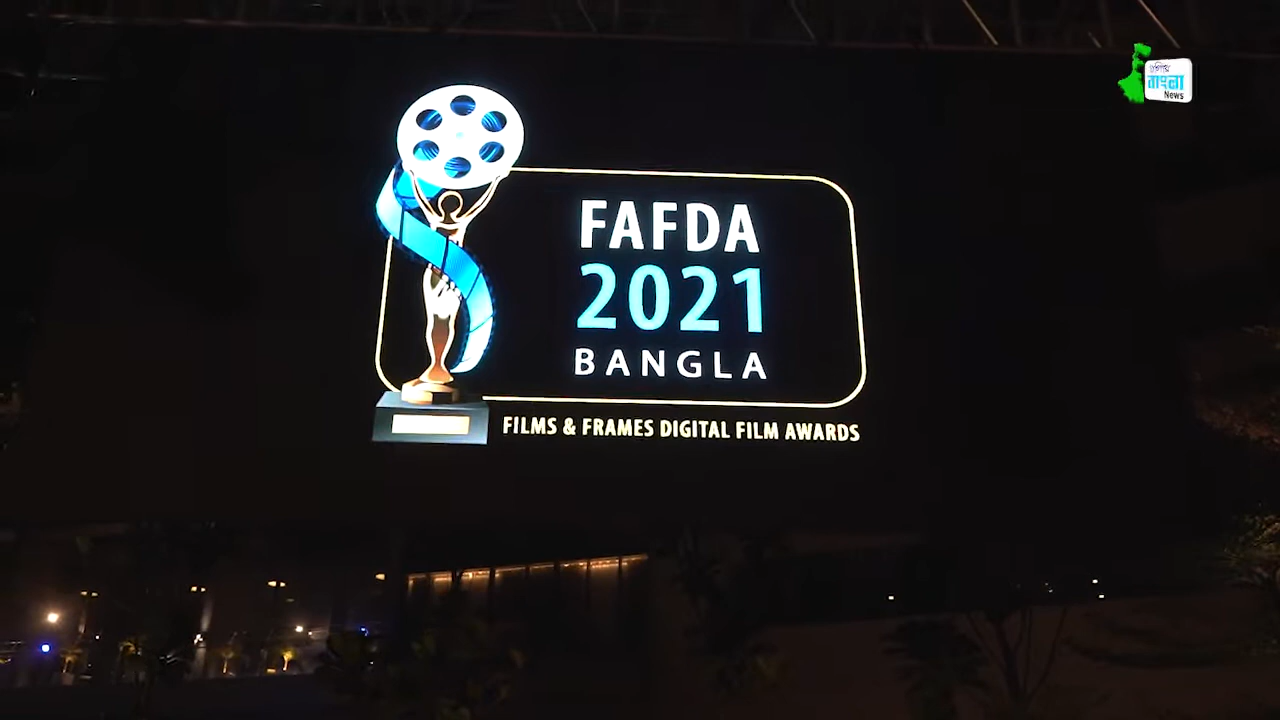 বাংলা
News
FAFDA
2021
BANGLA
FILMS & FRAMES DIGITAL FILM AWARDS